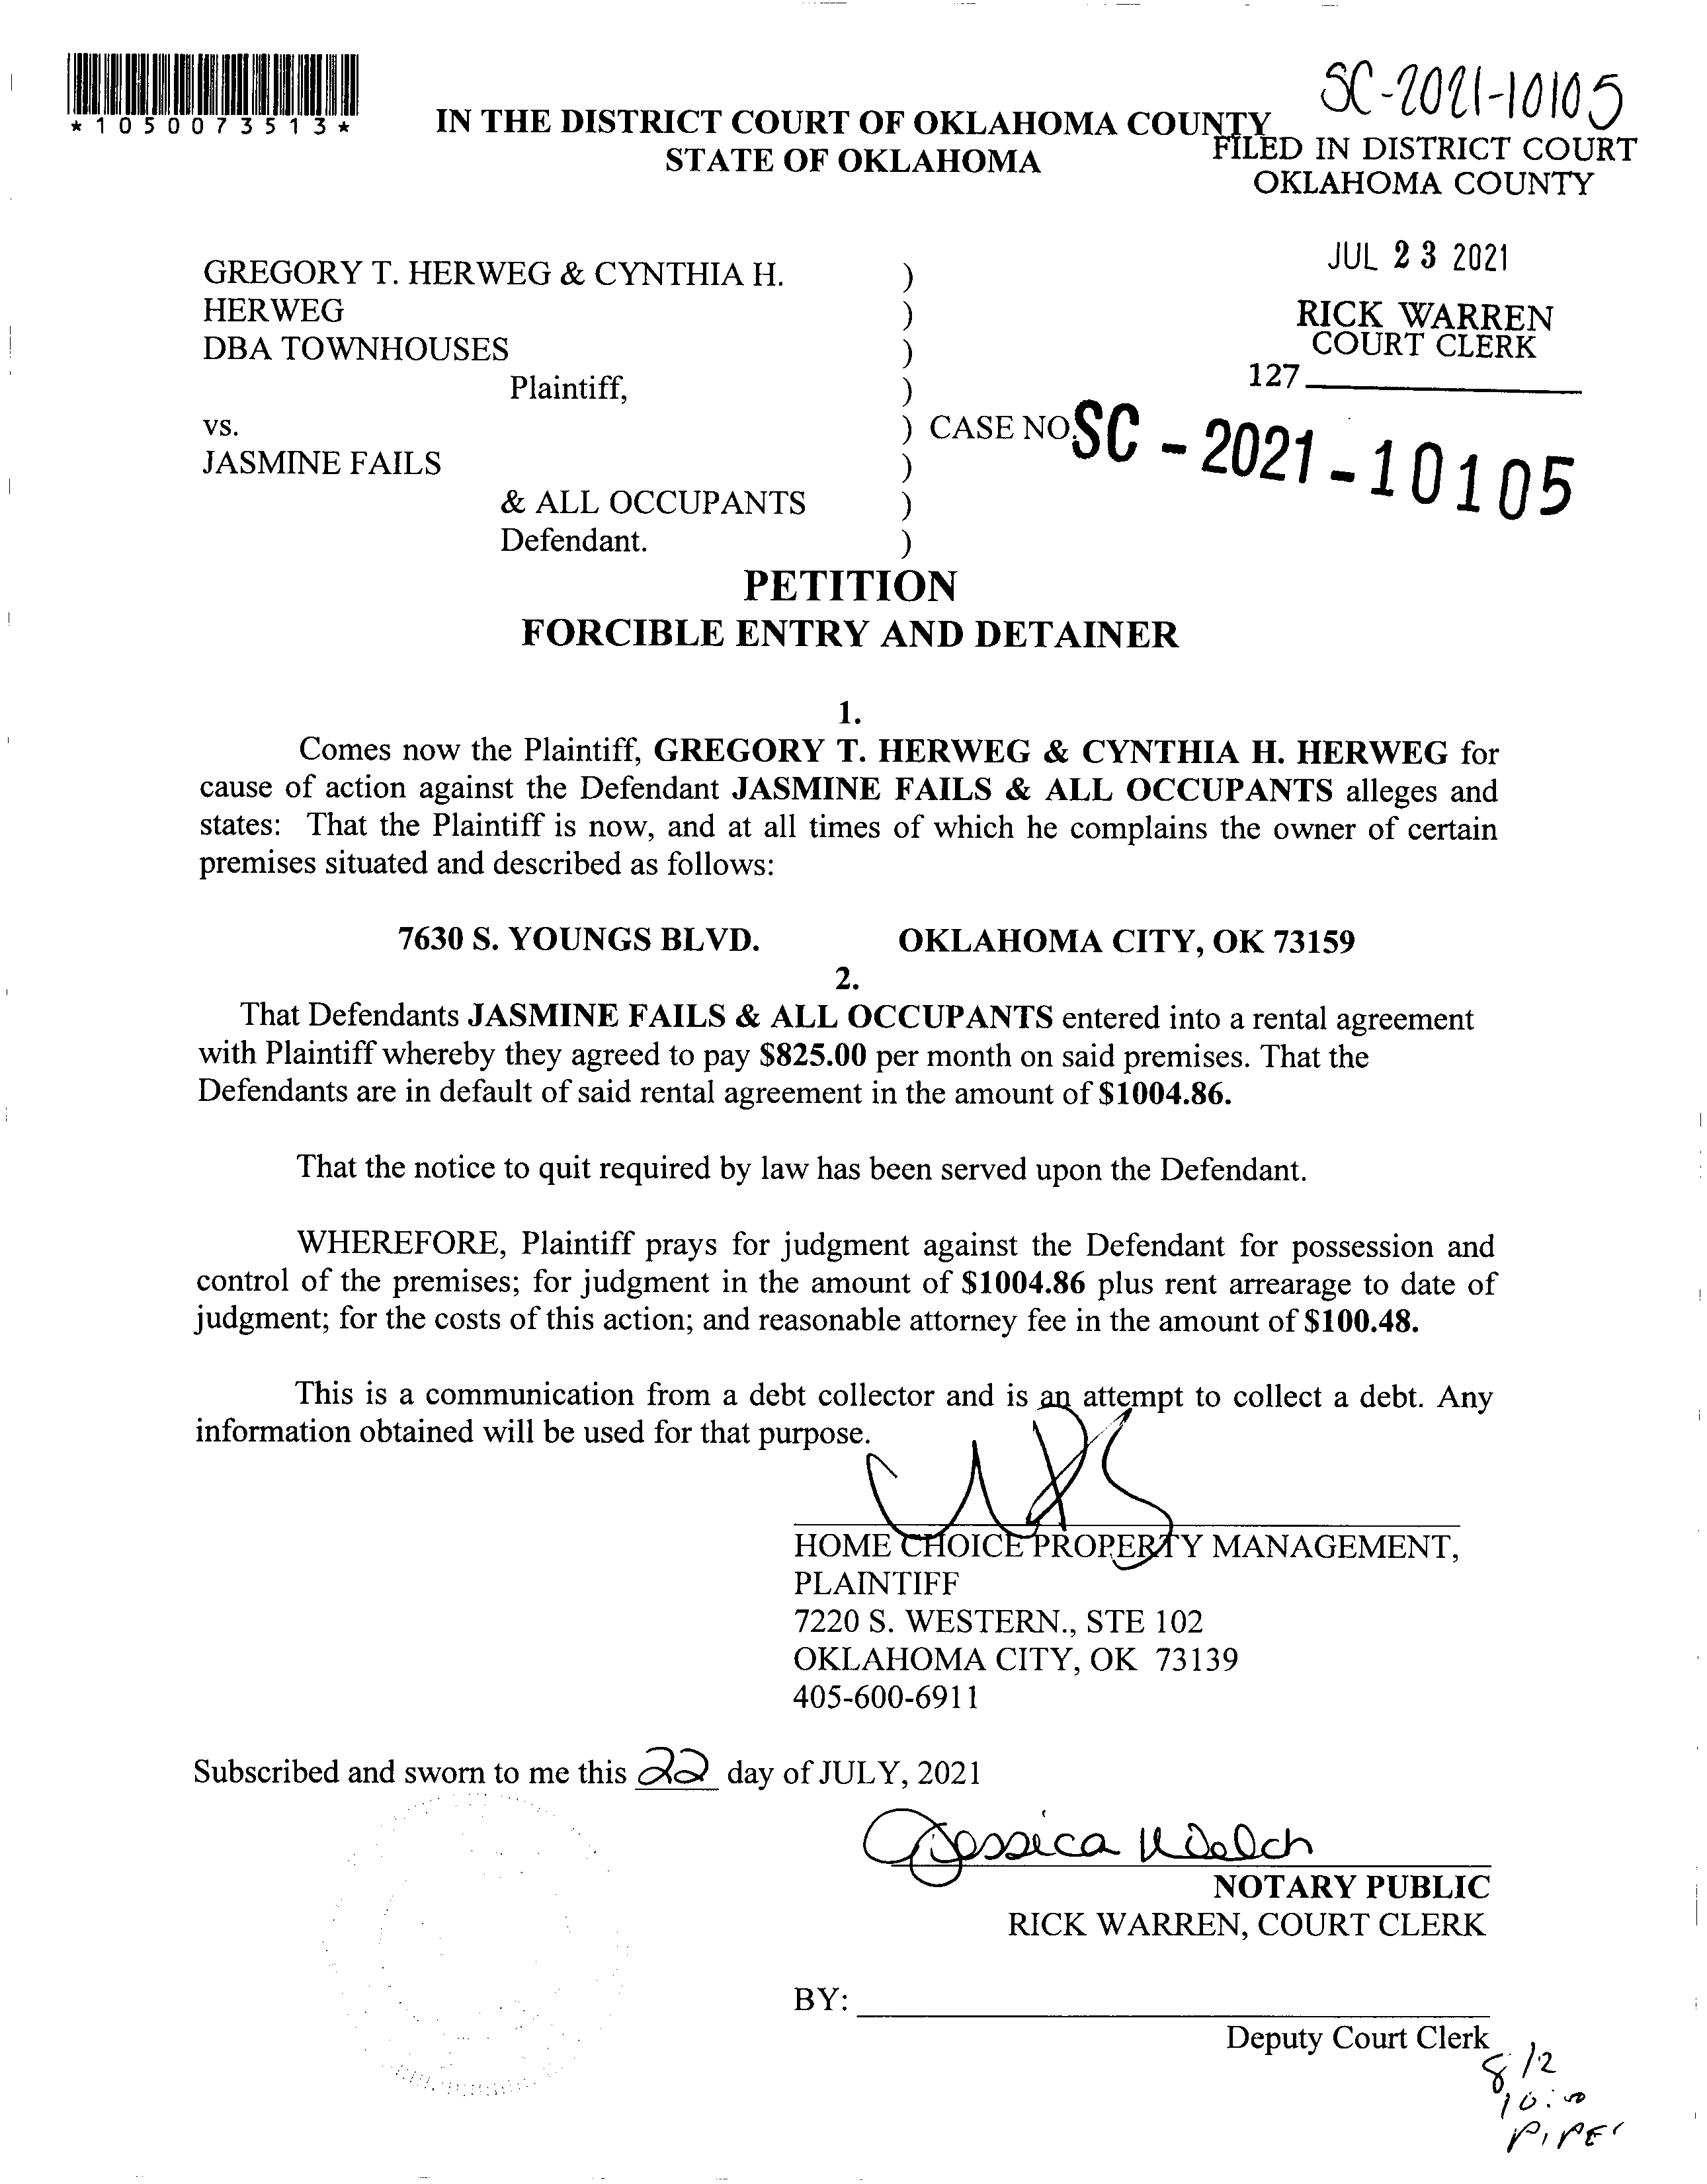 SC-2021-10105
*1050073513*
IN THE DISTRICT COURT OF OKLAHOMA COUNTY
STATE OF OKLAHOMA
FILED IN DISTRICT COURT
OKLAHOMA COUNTY
JUL 23 2021
RICK WARREN
COURT CLERK
127
GREGORY T. HERWEG & CYNTHIA H. )
HERWEG )
DBA TOWNHOUSES )
Plaintiff, )
vs. ) CASE NO. SC-2021-10105
JASMINE FAILS )
& ALL OCCUPANTS )
Defendant. )
PETITION
FORCIBLE ENTRY AND DETAINER
1.
Comes now the Plaintiff, GREGORY T. HERWEG & CYNTHIA H. HERWEG for
cause of action against the Defendant JASMINE FAILS & ALL OCCUPANTS alleges and
states: That the Plaintiff is now, and at all times of which he complains the owner of certain
premises situated and described as follows:
7630 S. YOUNGS BLVD. OKLAHOMA CITY, OK 73159
2.
That Defendants JASMINE FAILS & ALL OCCUPANTS entered into a rental agreement
with Plaintiff whereby they agreed to pay $825.00 per month on said premises. That the
Defendants are in default of said rental agreement in the amount of $1004.86.
That the notice to quit required by law has been served upon the Defendant.
WHEREFORE, Plaintiff prays for judgment against the Defendant for possession and
control of the premises; for judgment in the amount of $1004.86 plus rent arrearage to date of
judgment; for the costs of this action; and reasonable attorney fee in the amount of $100.48.
This is a communication from a debt collector and is an attempt to collect a debt. Any
information obtained will be used for that purpose.
HOME CHOICE PROPERTY MANAGEMENT,
PLAINTIFF
7220 S. WESTERN., STE 102
OKLAHOMA CITY, OK 73139
405-600-6911
Subscribed and sworn to me this 22 day of JULY, 2021
Jessica Welch
NOTARY PUBLIC
RICK WARREN, COURT CLERK
BY:
Deputy Court Clerk
8/2
10:00